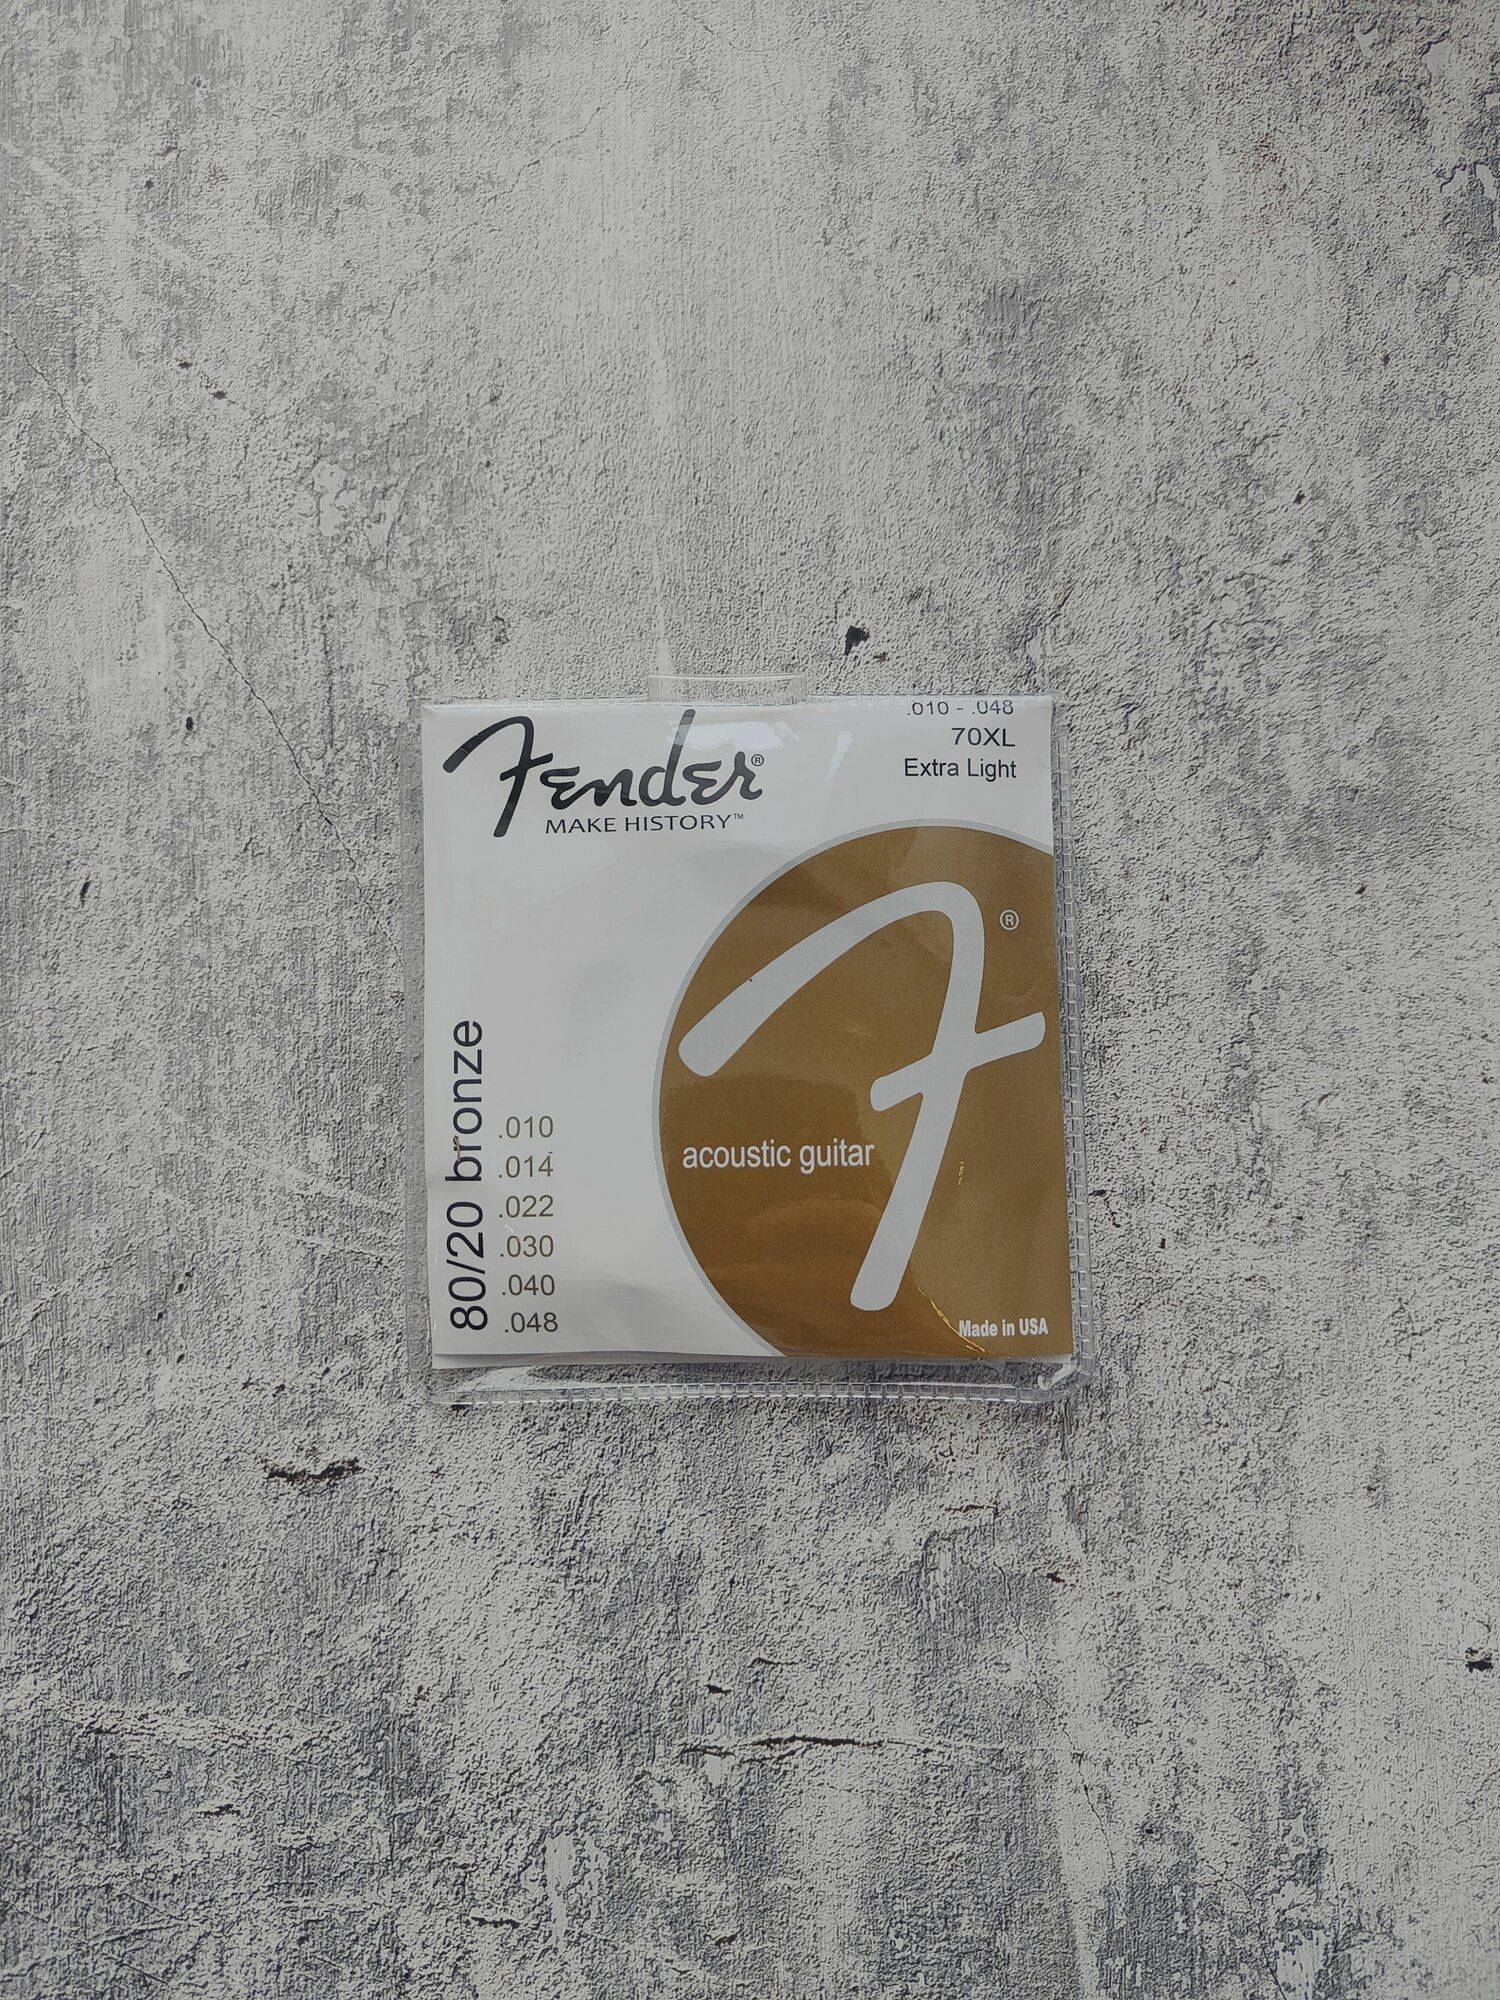 Fender®
MAKE HISTORY™
.010 - .048
70XL
Extra Light
®
acoustic guitar
80/20 bronze
.010
.014
.022
.030
.040
.048
Made in USA